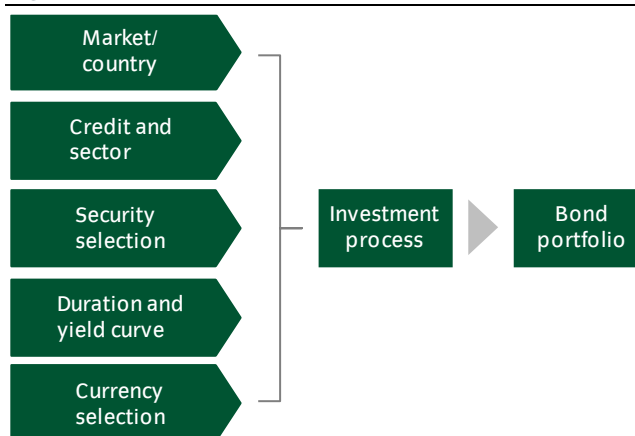 Market/
country
Credit and
sector
Security
selection
Duration and
yield curve
Currency
selection
Investment
process
Bond
portfolio